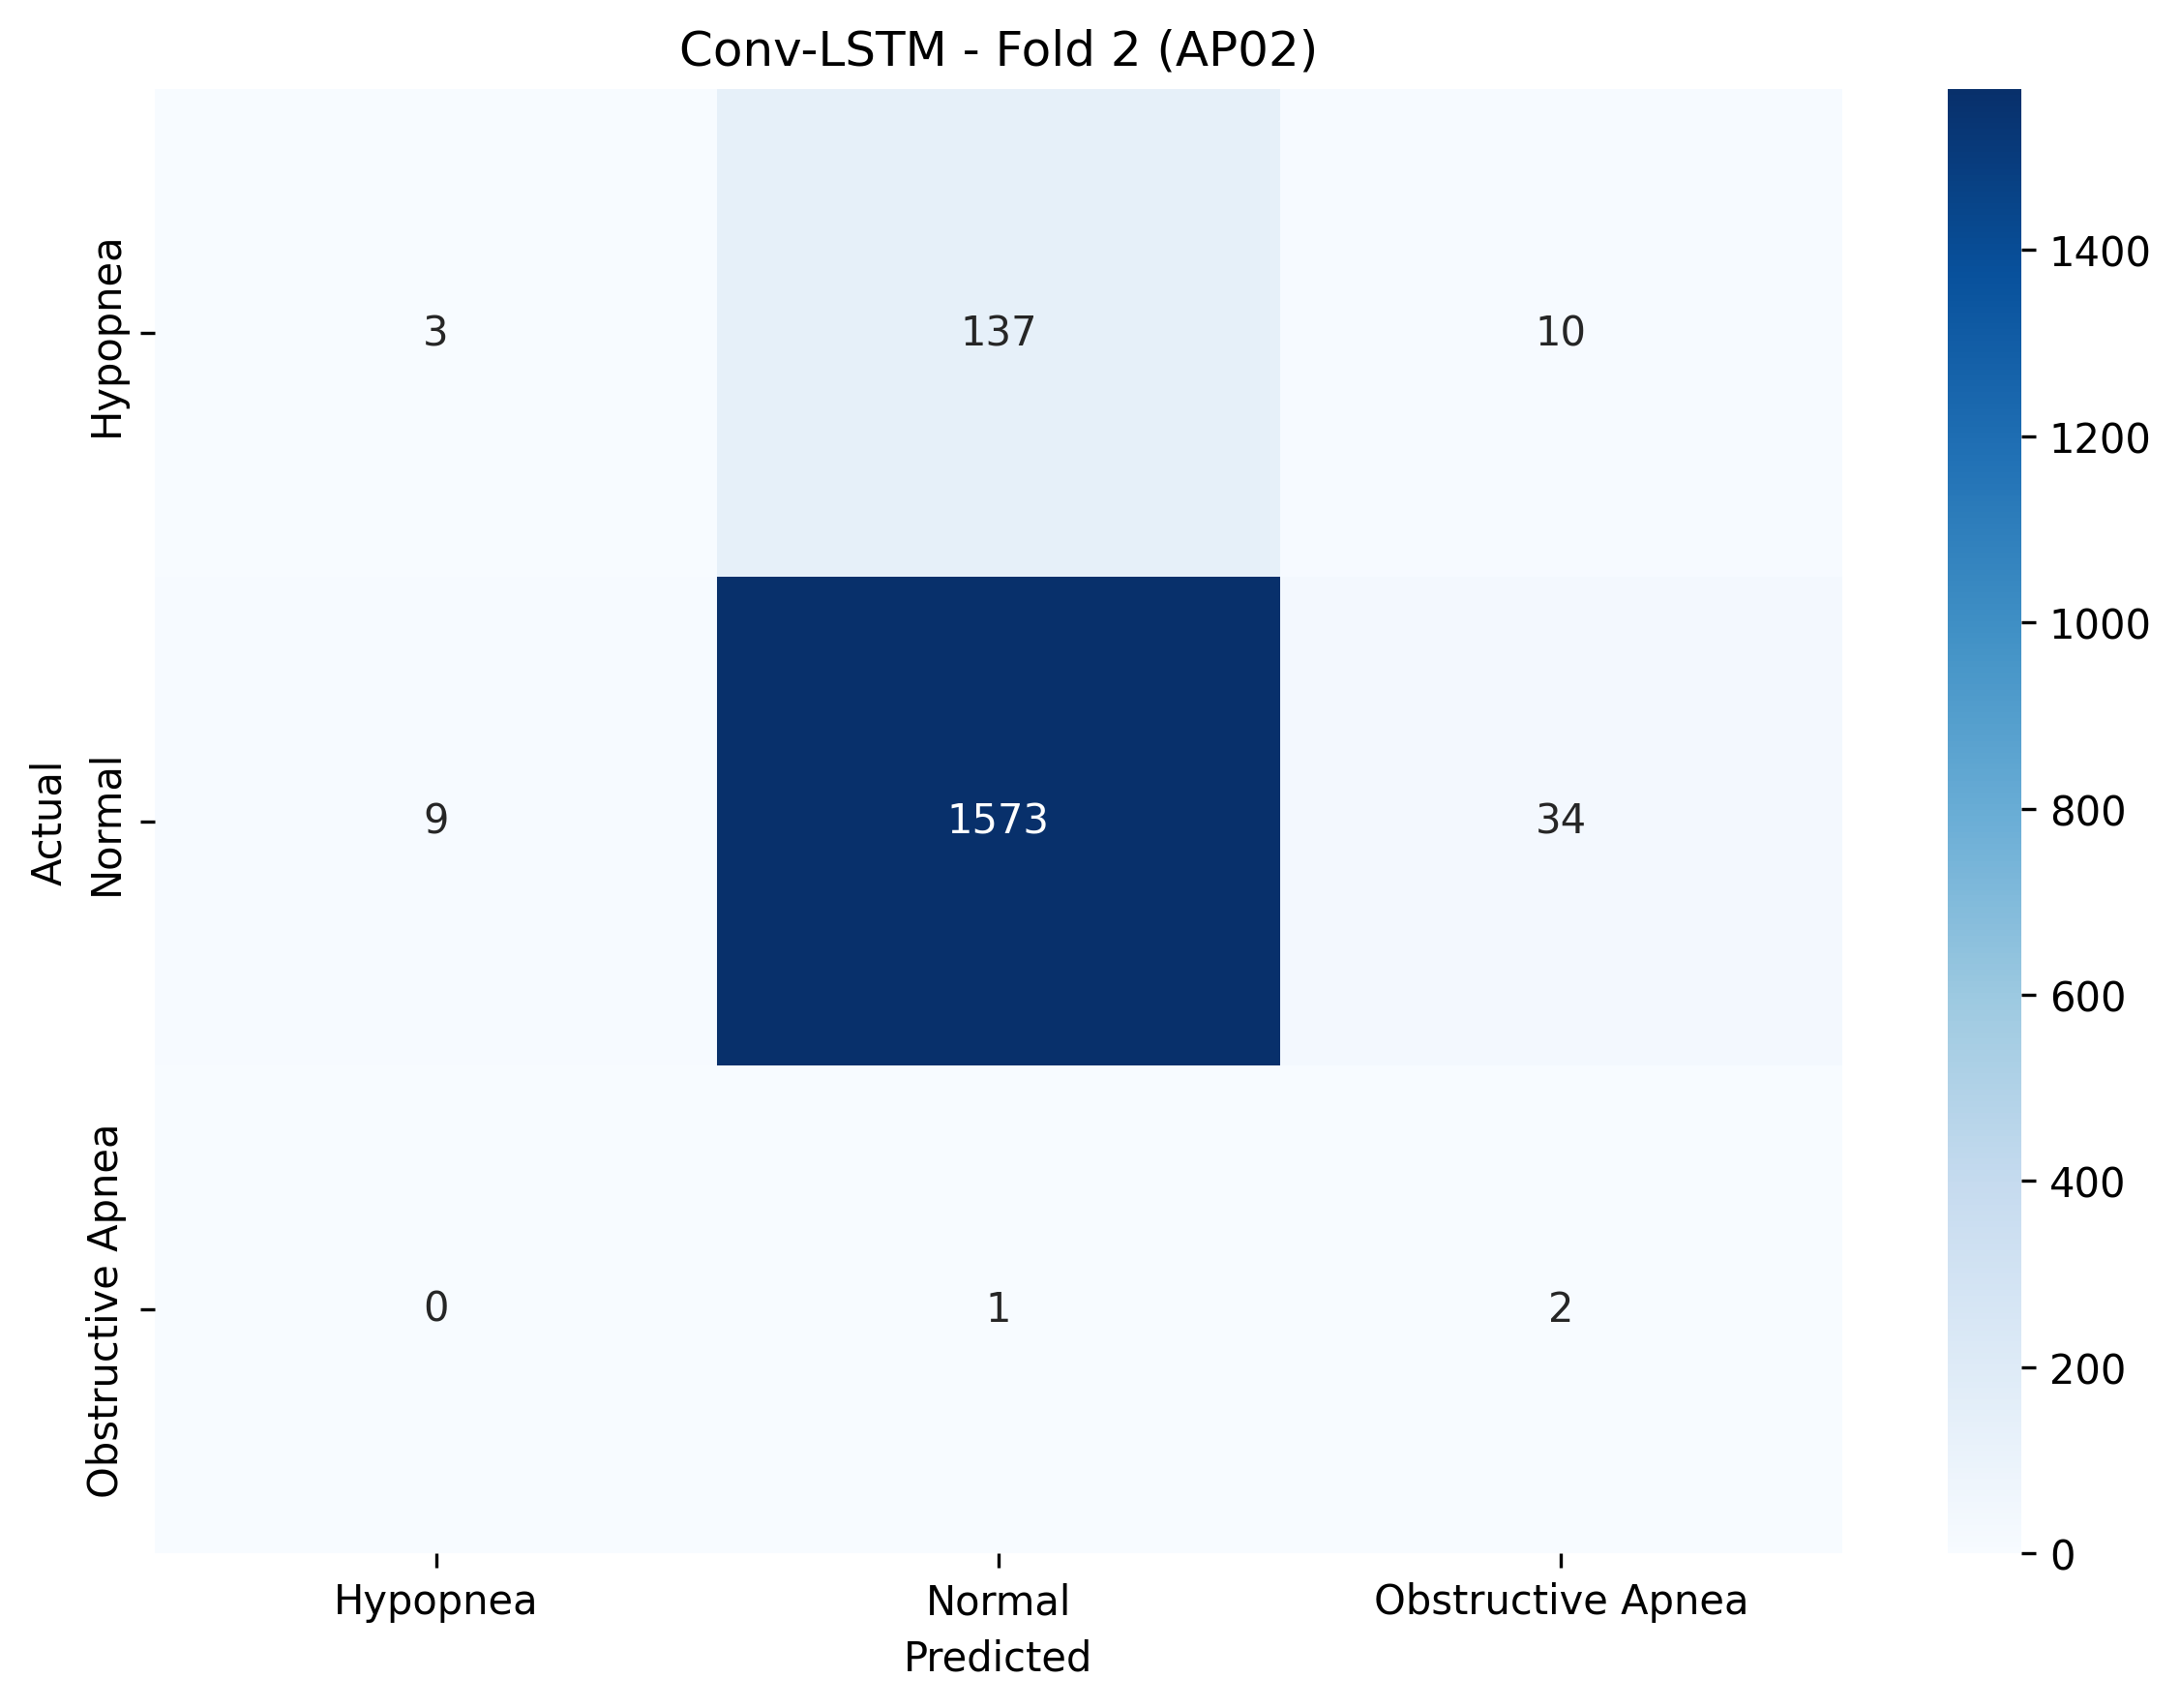 Conv-LSTM - Fold 2 (AP02)
Actual
Hypopnea
3
137
10
Normal
9
1573
34
Obstructive Apnea
0
1
2
Hypopnea
Normal
Obstructive Apnea
Predicted
1400
1200
1000
800
600
400
200
0